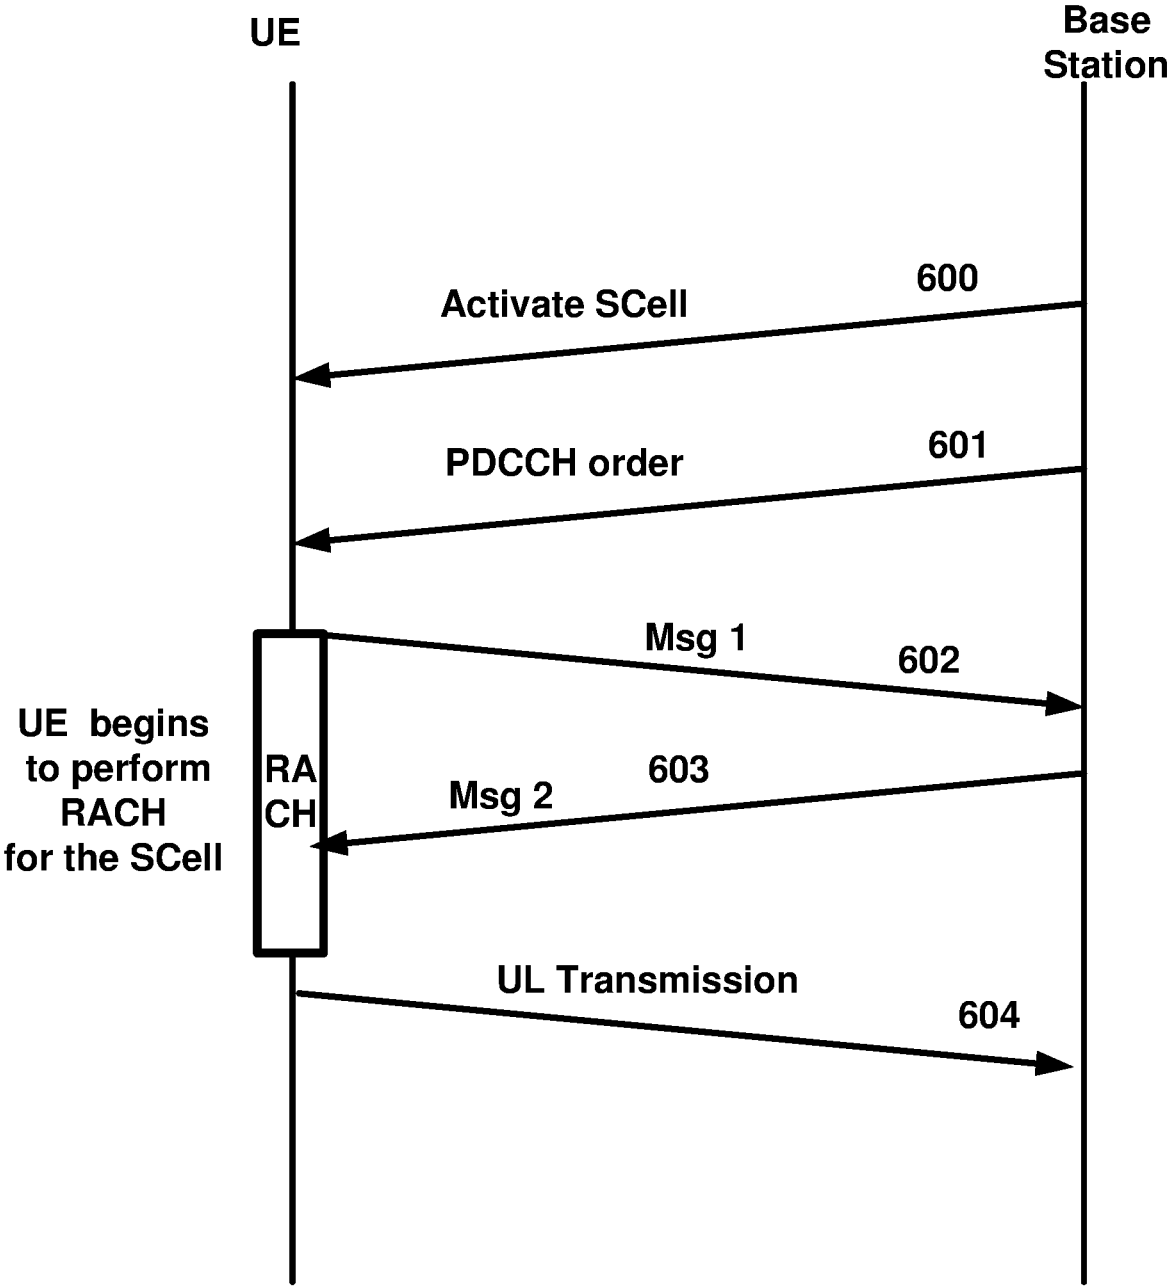 UE
Base
Station
600
Activate SCell
601
PDCCH order
Msg 1
602
UE begins
to perform
RACH
for the SCell
RA
CH
603
Msg 2
UL Transmission
604